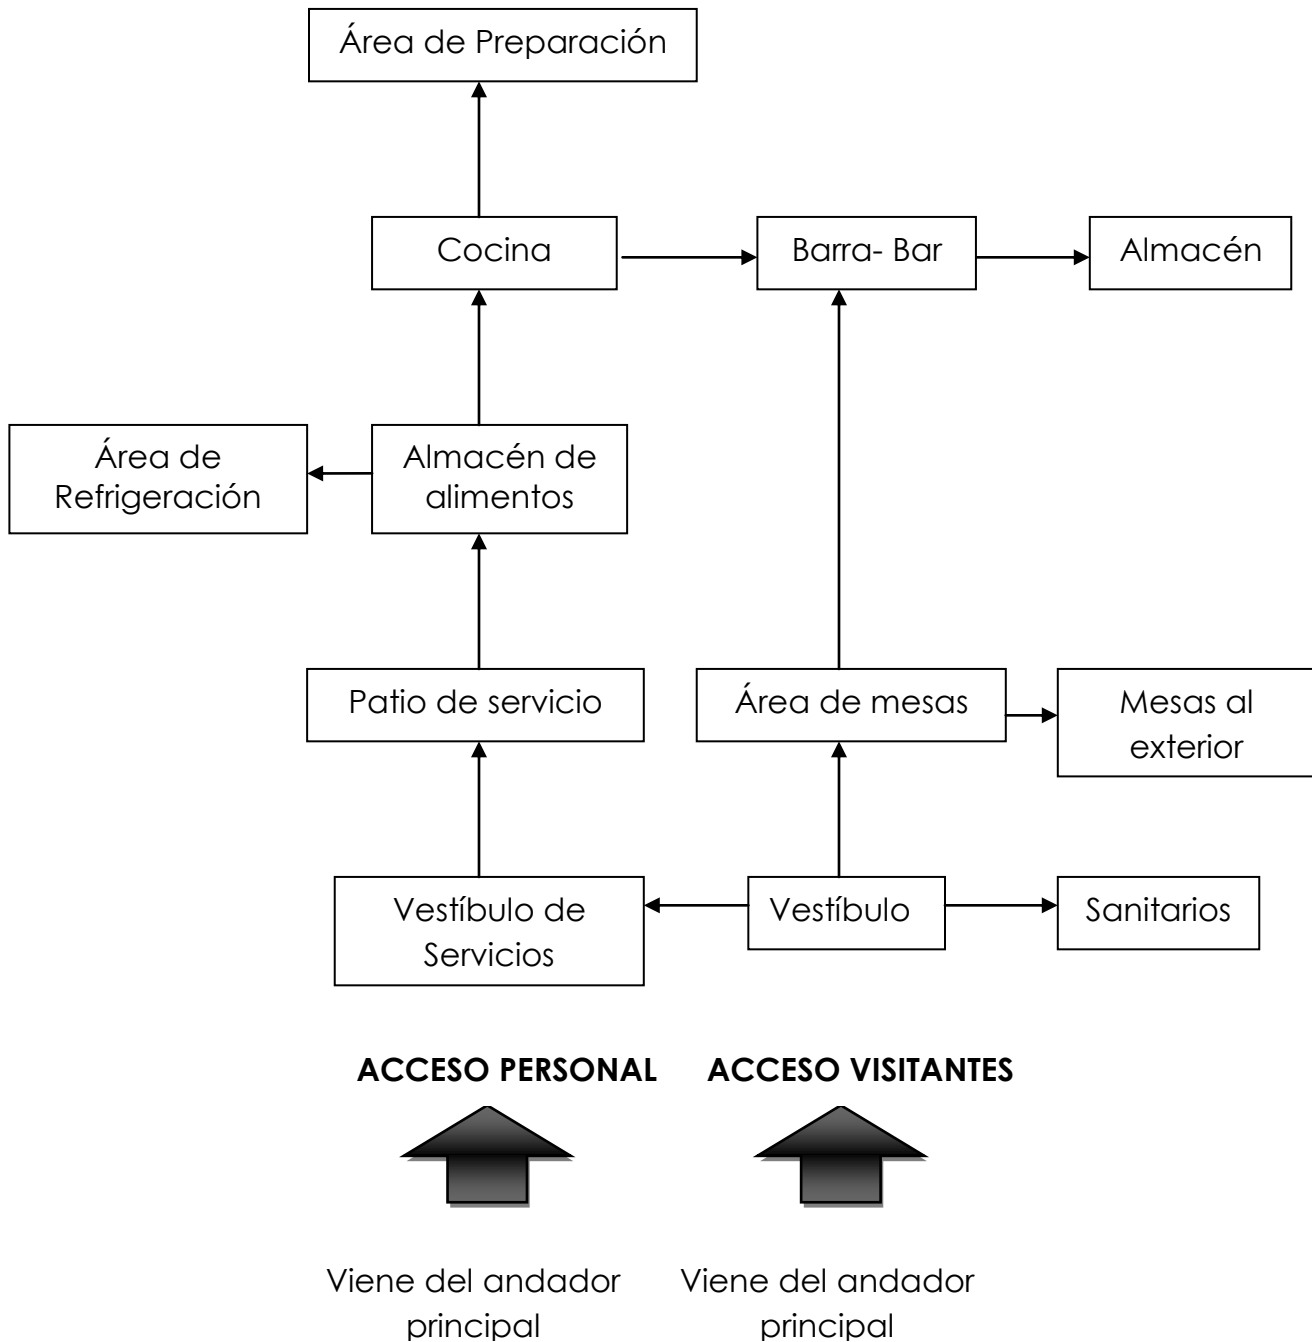 Área de Preparación
Cocina
Barra- Bar
Almacén
Área de
Refrigeración
Almacén de
alimentos
Patio de servicio
Área de mesas
Mesas al
exterior
Vestíbulo de
Servicios
Vestíbulo
Sanitarios
ACCESO PERSONAL
ACCESO VISITANTES
Viene del andador
principal
Viene del andador
principal